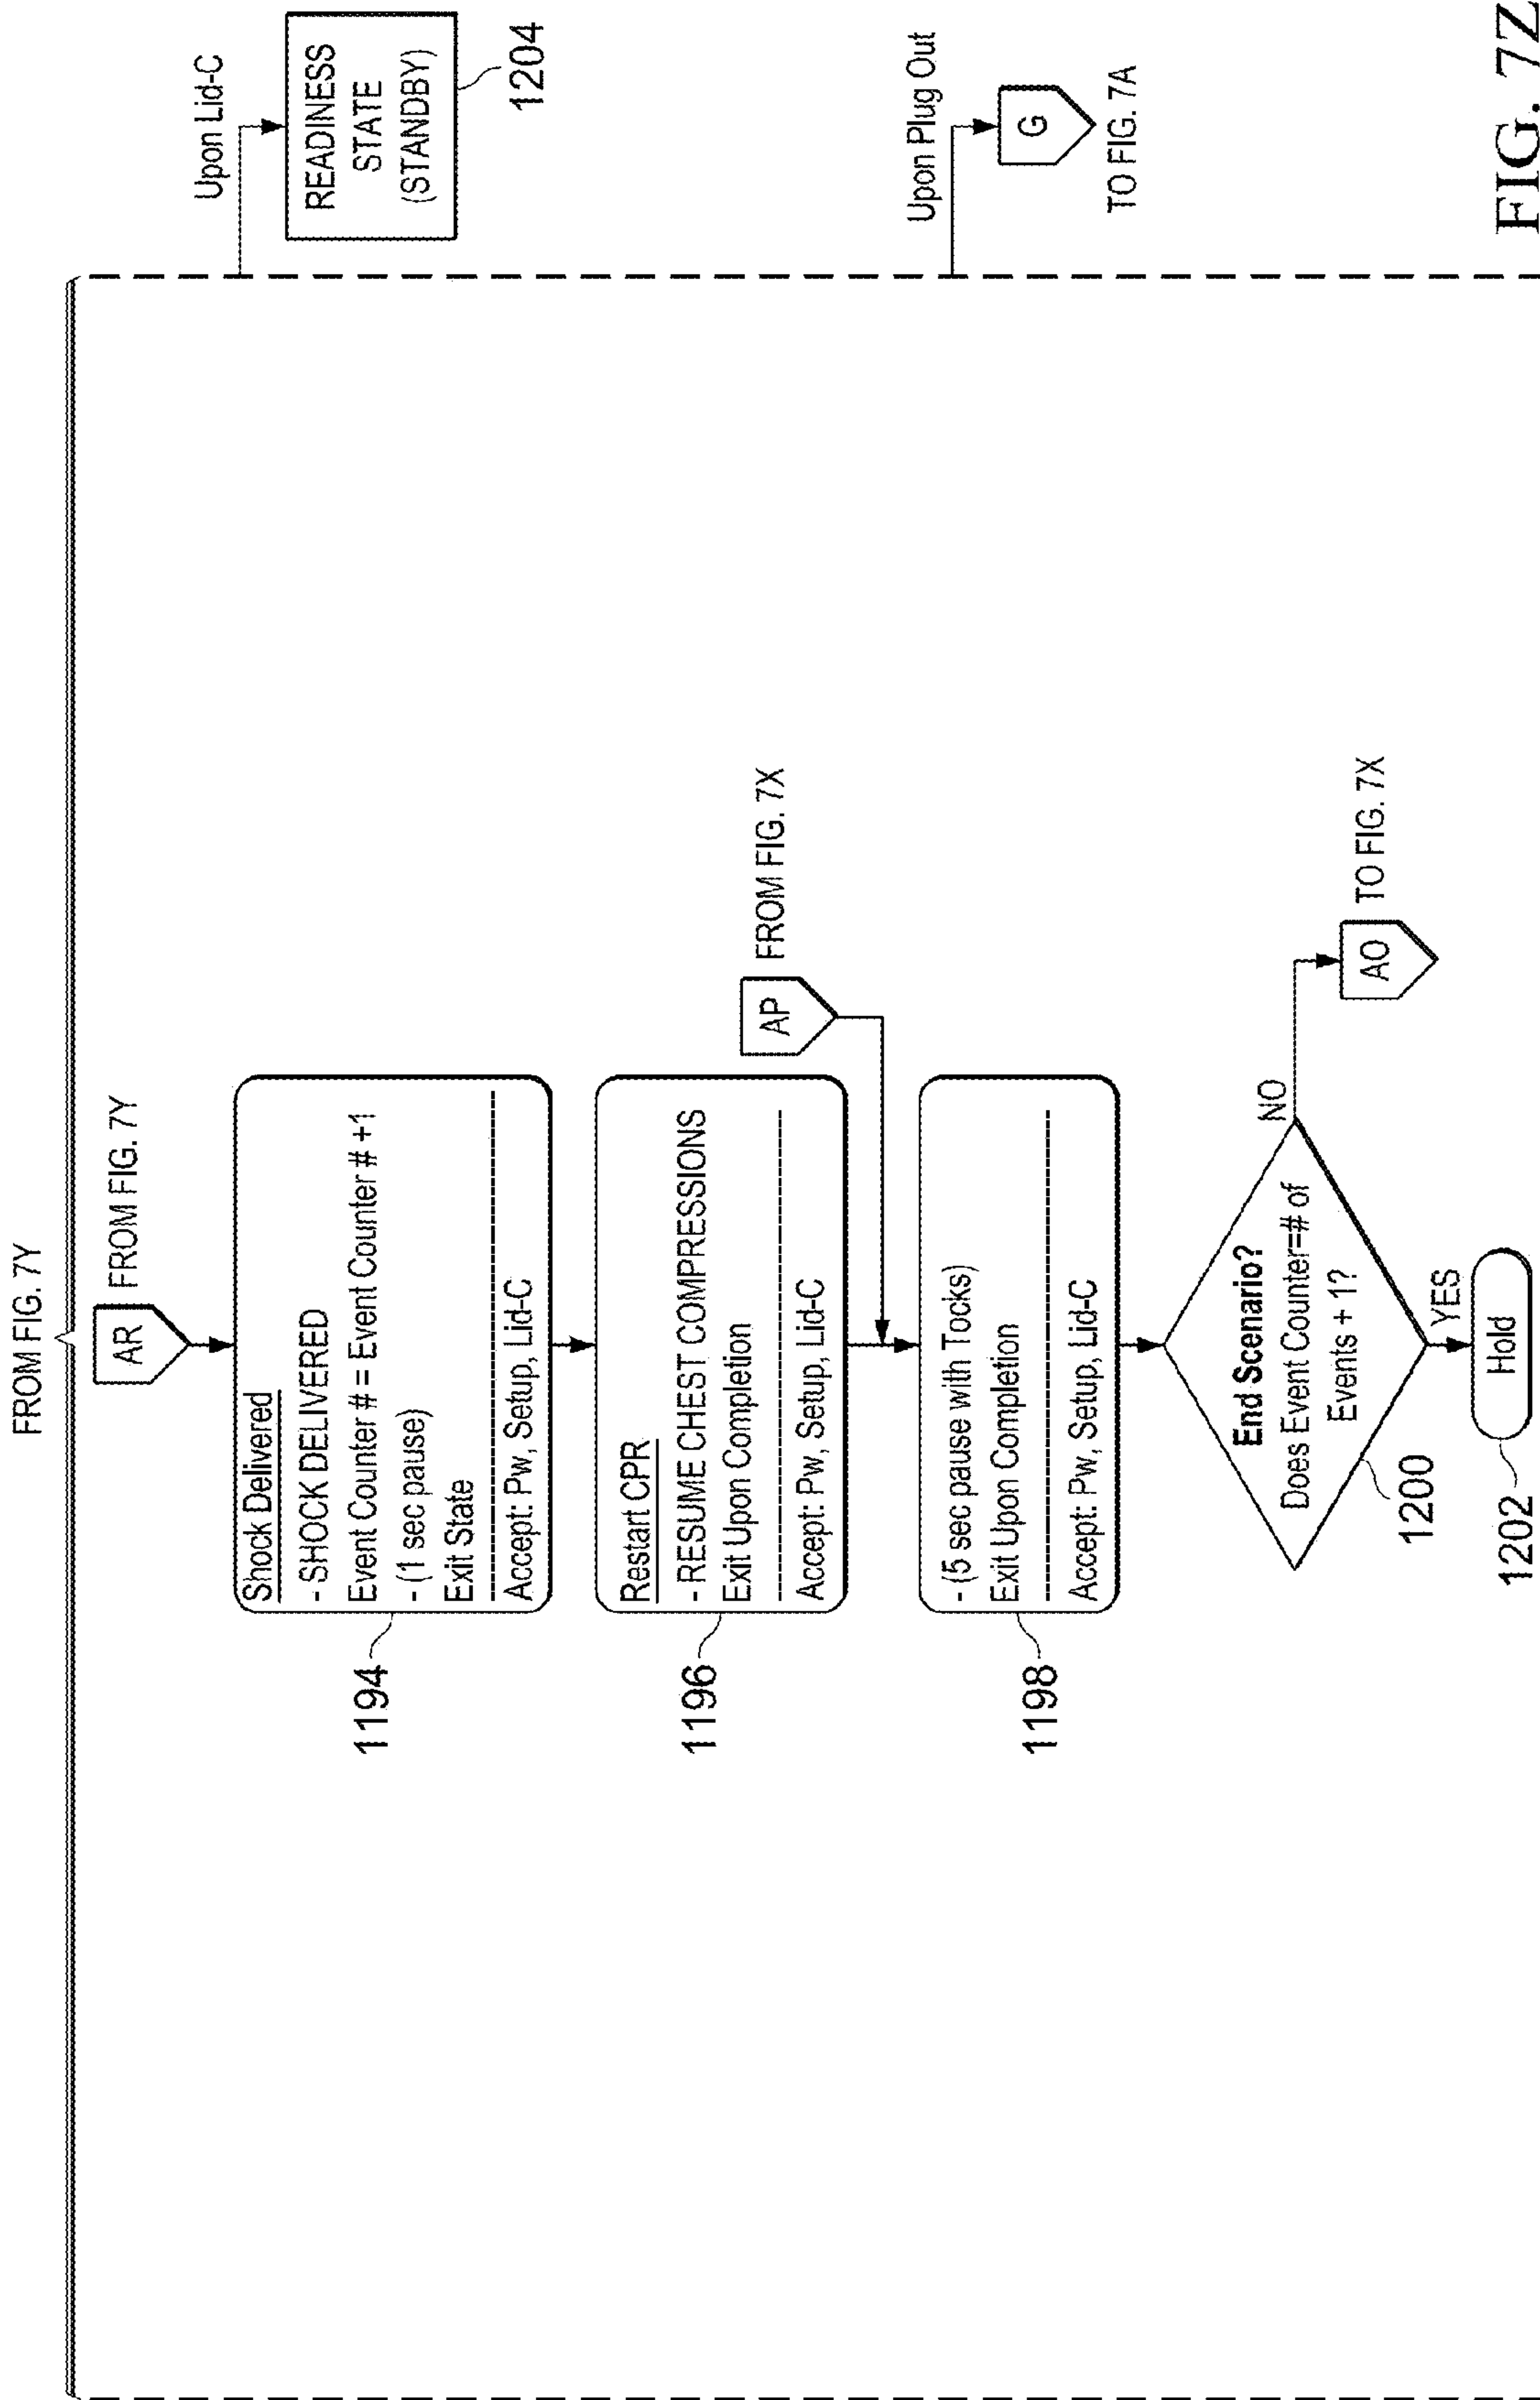 FROM FIG. 7Y
AR
FROM FIG. 7Y
Shock Delivered
- SHOCK DELIVERED
Event Counter # = Event Counter # +1
- (1 sec pause)
Exit State
Accept: Pw, Setup, Lid-C
1194
Restart CPR
- RESUME CHEST COMPRESSIONS
Exit Upon Completion
Accept: Pw, Setup, Lid-C
1196
AP
FROM FIG. 7X
- (5 sec pause with Tocks)
Exit Upon Completion
Accept: Pw, Setup, Lid-C
1198
End Scenario?
Does Event Counter=# of
Events + 1?
1200
NO
AO
TO FIG. 7X
YES
Hold
1202
Upon Lid-C
READINESS
STATE
(STANDBY)
1204
Upon Plug Out
G
TO FIG. 7A
FIG. 7Z